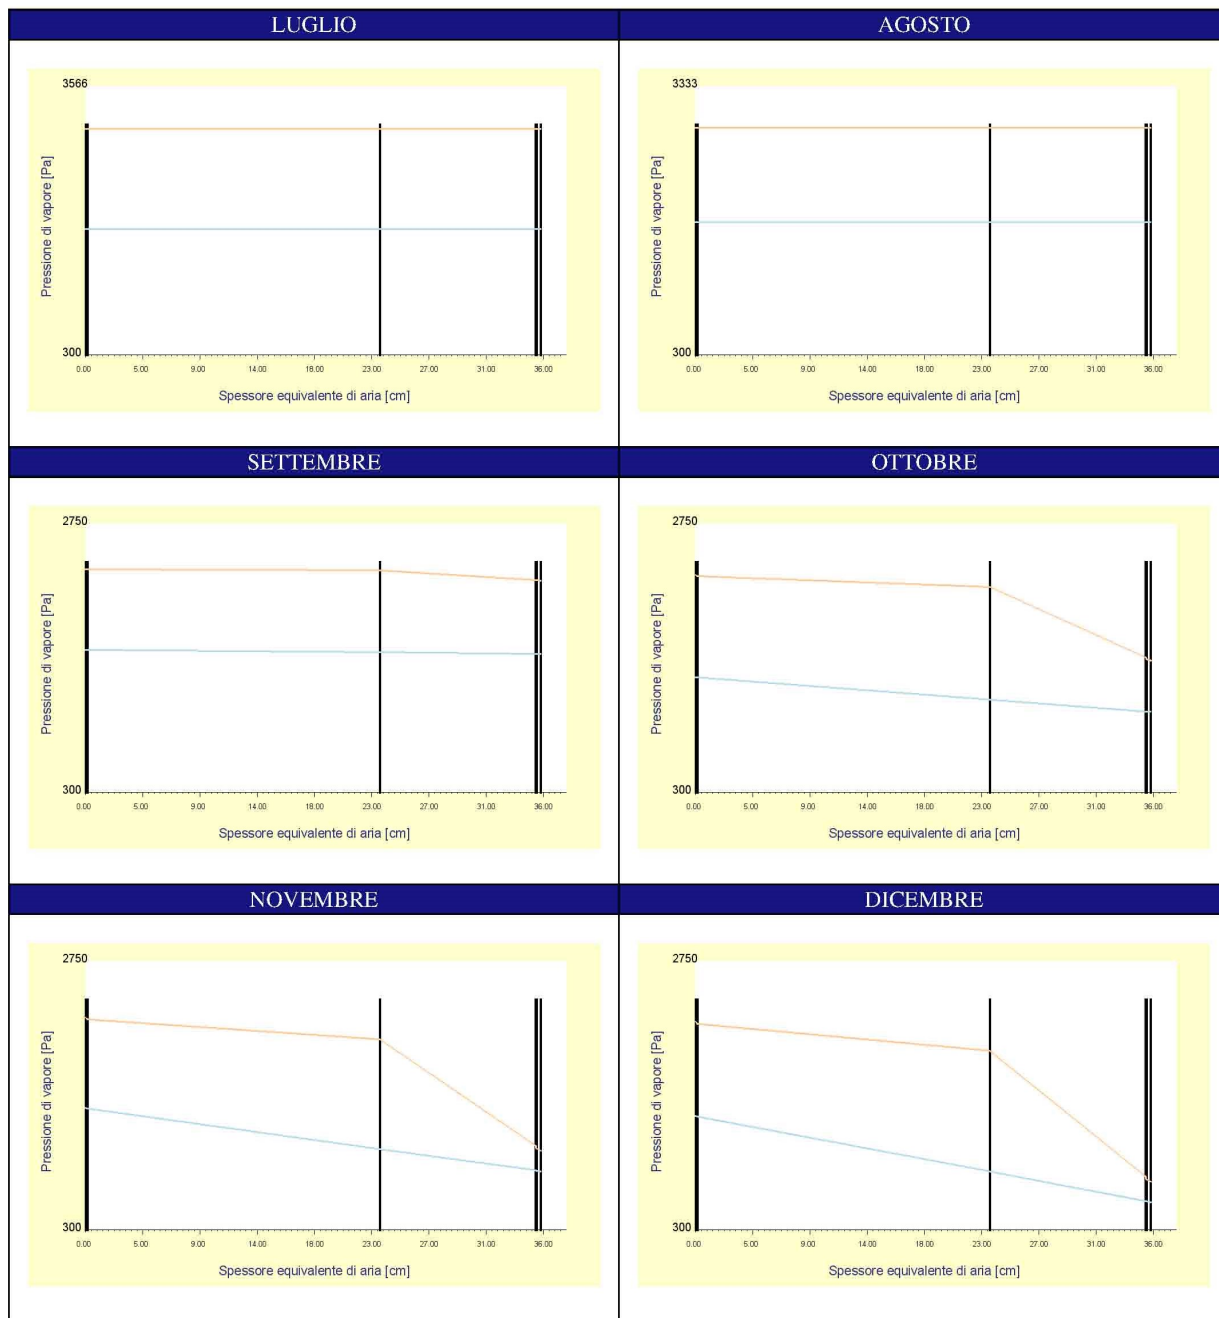 LUGLIO
3566
Pressione di vapore [Pa]
300
0.00 5.00 9.00 14.00 18.00 23.00 27.00 31.00 36.00
Spessore equivalente di aria [cm]
AGOSTO
3333
Pressione di vapore [Pa]
300
0.00 5.00 9.00 14.00 18.00 23.00 27.00 31.00 36.00
Spessore equivalente di aria [cm]
SETTEMBRE
2750
Pressione di vapore [Pa]
300
0.00 5.00 9.00 14.00 18.00 23.00 27.00 31.00 36.00
Spessore equivalente di aria [cm]
OTTOBRE
2750
Pressione di vapore [Pa]
300
0.00 5.00 9.00 14.00 18.00 23.00 27.00 31.00 36.00
Spessore equivalente di aria [cm]
NOVEMBRE
2750
Pressione di vapore [Pa]
300
0.00 5.00 9.00 14.00 18.00 23.00 27.00 31.00 36.00
Spessore equivalente di aria [cm]
DICEMBRE
2750
Pressione di vapore [Pa]
300
0.00 5.00 9.00 14.00 18.00 23.00 27.00 31.00 36.00
Spessore equivalente di aria [cm]